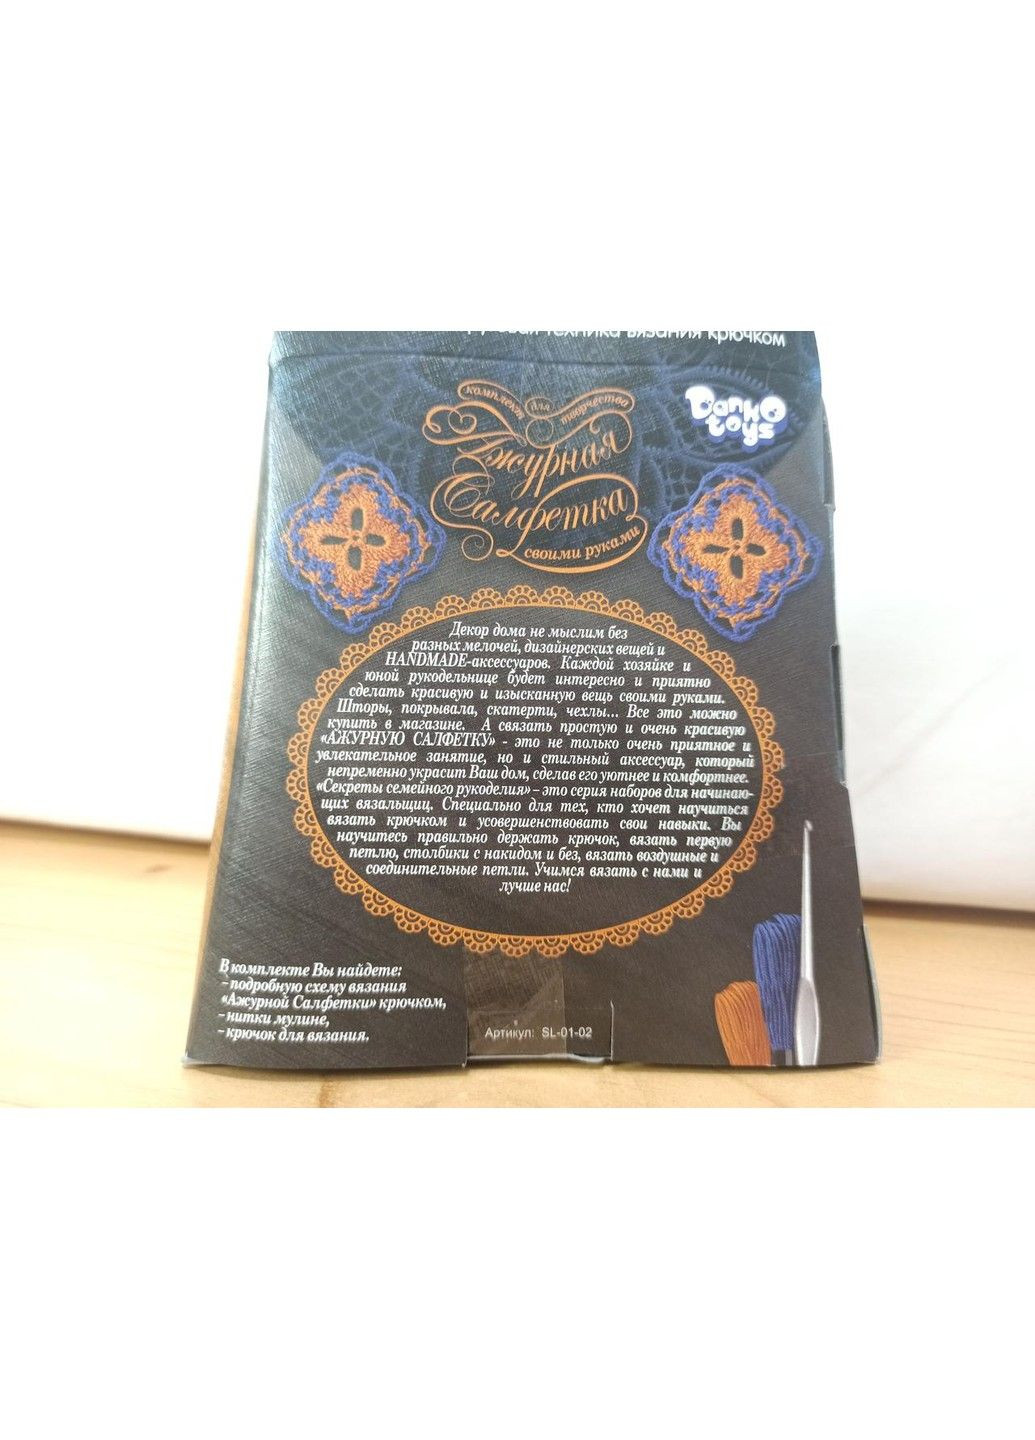 техника вязания крючком
комплект для творчества
Danko toys
Ажурная
Салфетка
своими руками
Декор дома не мыслим без
разных мелочей, дизайнерских вещей и
HANDMADE-аксессуаров. Каждой хозяйке и
юной рукодельнице будет интересно и приятно
сделать красивую и изысканную вещь своими руками.
Шторы, покрывала, скатерти, чехлы... Все это можно
купить в магазине. А связать простую и очень красивую
«АЖУРНУЮ САЛФЕТКУ» - это не только очень приятное и
увлекательное занятие, но и стильный аксессуар, который
непременно украсит Ваш дом, сделав его уютнее и комфортнее.
«Секреты семейного рукоделия» - это серия наборов для начинаю-
щих вязальщиц. Специально для тех, кто хочет научиться
вязать крючком и усовершенствовать свои навыки. Вы
научитесь правильно держать крючок, вязать первую
петлю, столбики с накидом и без, вязать воздушные и
соединительные петли. Учимся вязать с нами и
лучше нас!
В комплекте Вы найдете:
- подробную схему вязания
«Ажурной Салфетки» крючком,
- нитки мулине,
- крючок для вязания.
Артикул: SL-01-02